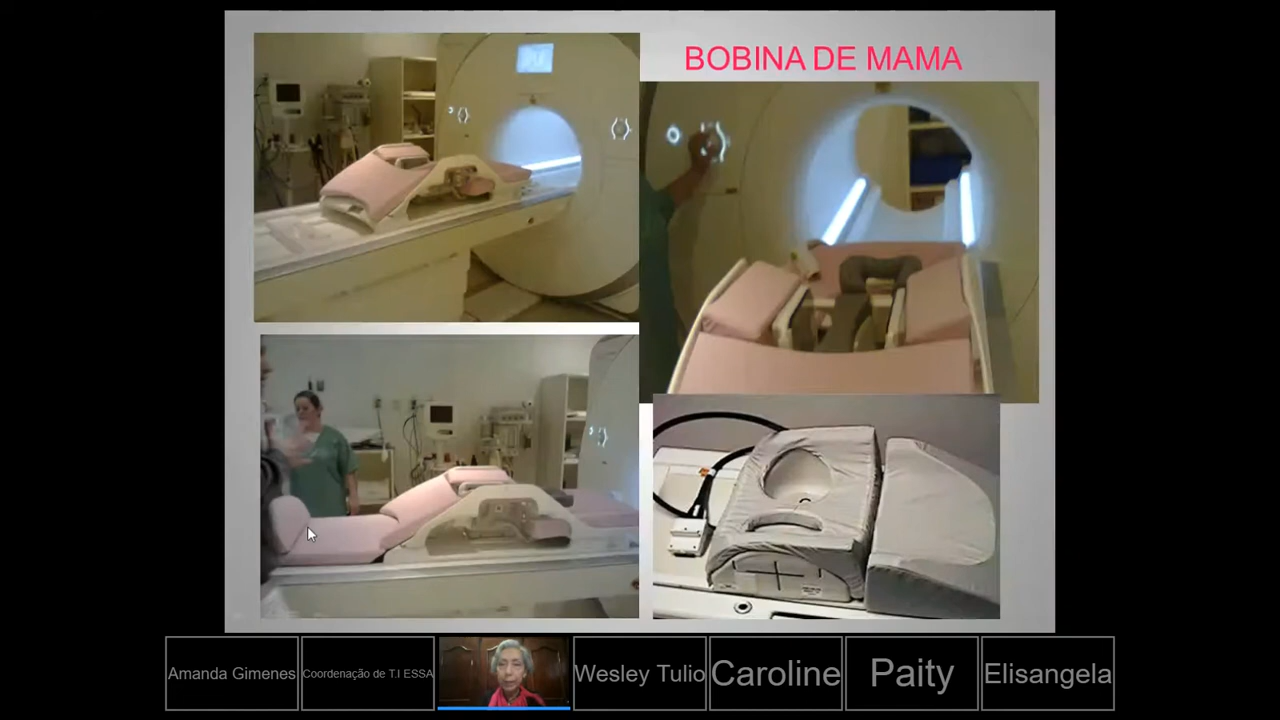 BOBINA DE MAMA
Amanda Gimenes
Coordenação de T.I ESSA
Wesley Tulio
Caroline
Paity
Elisangela